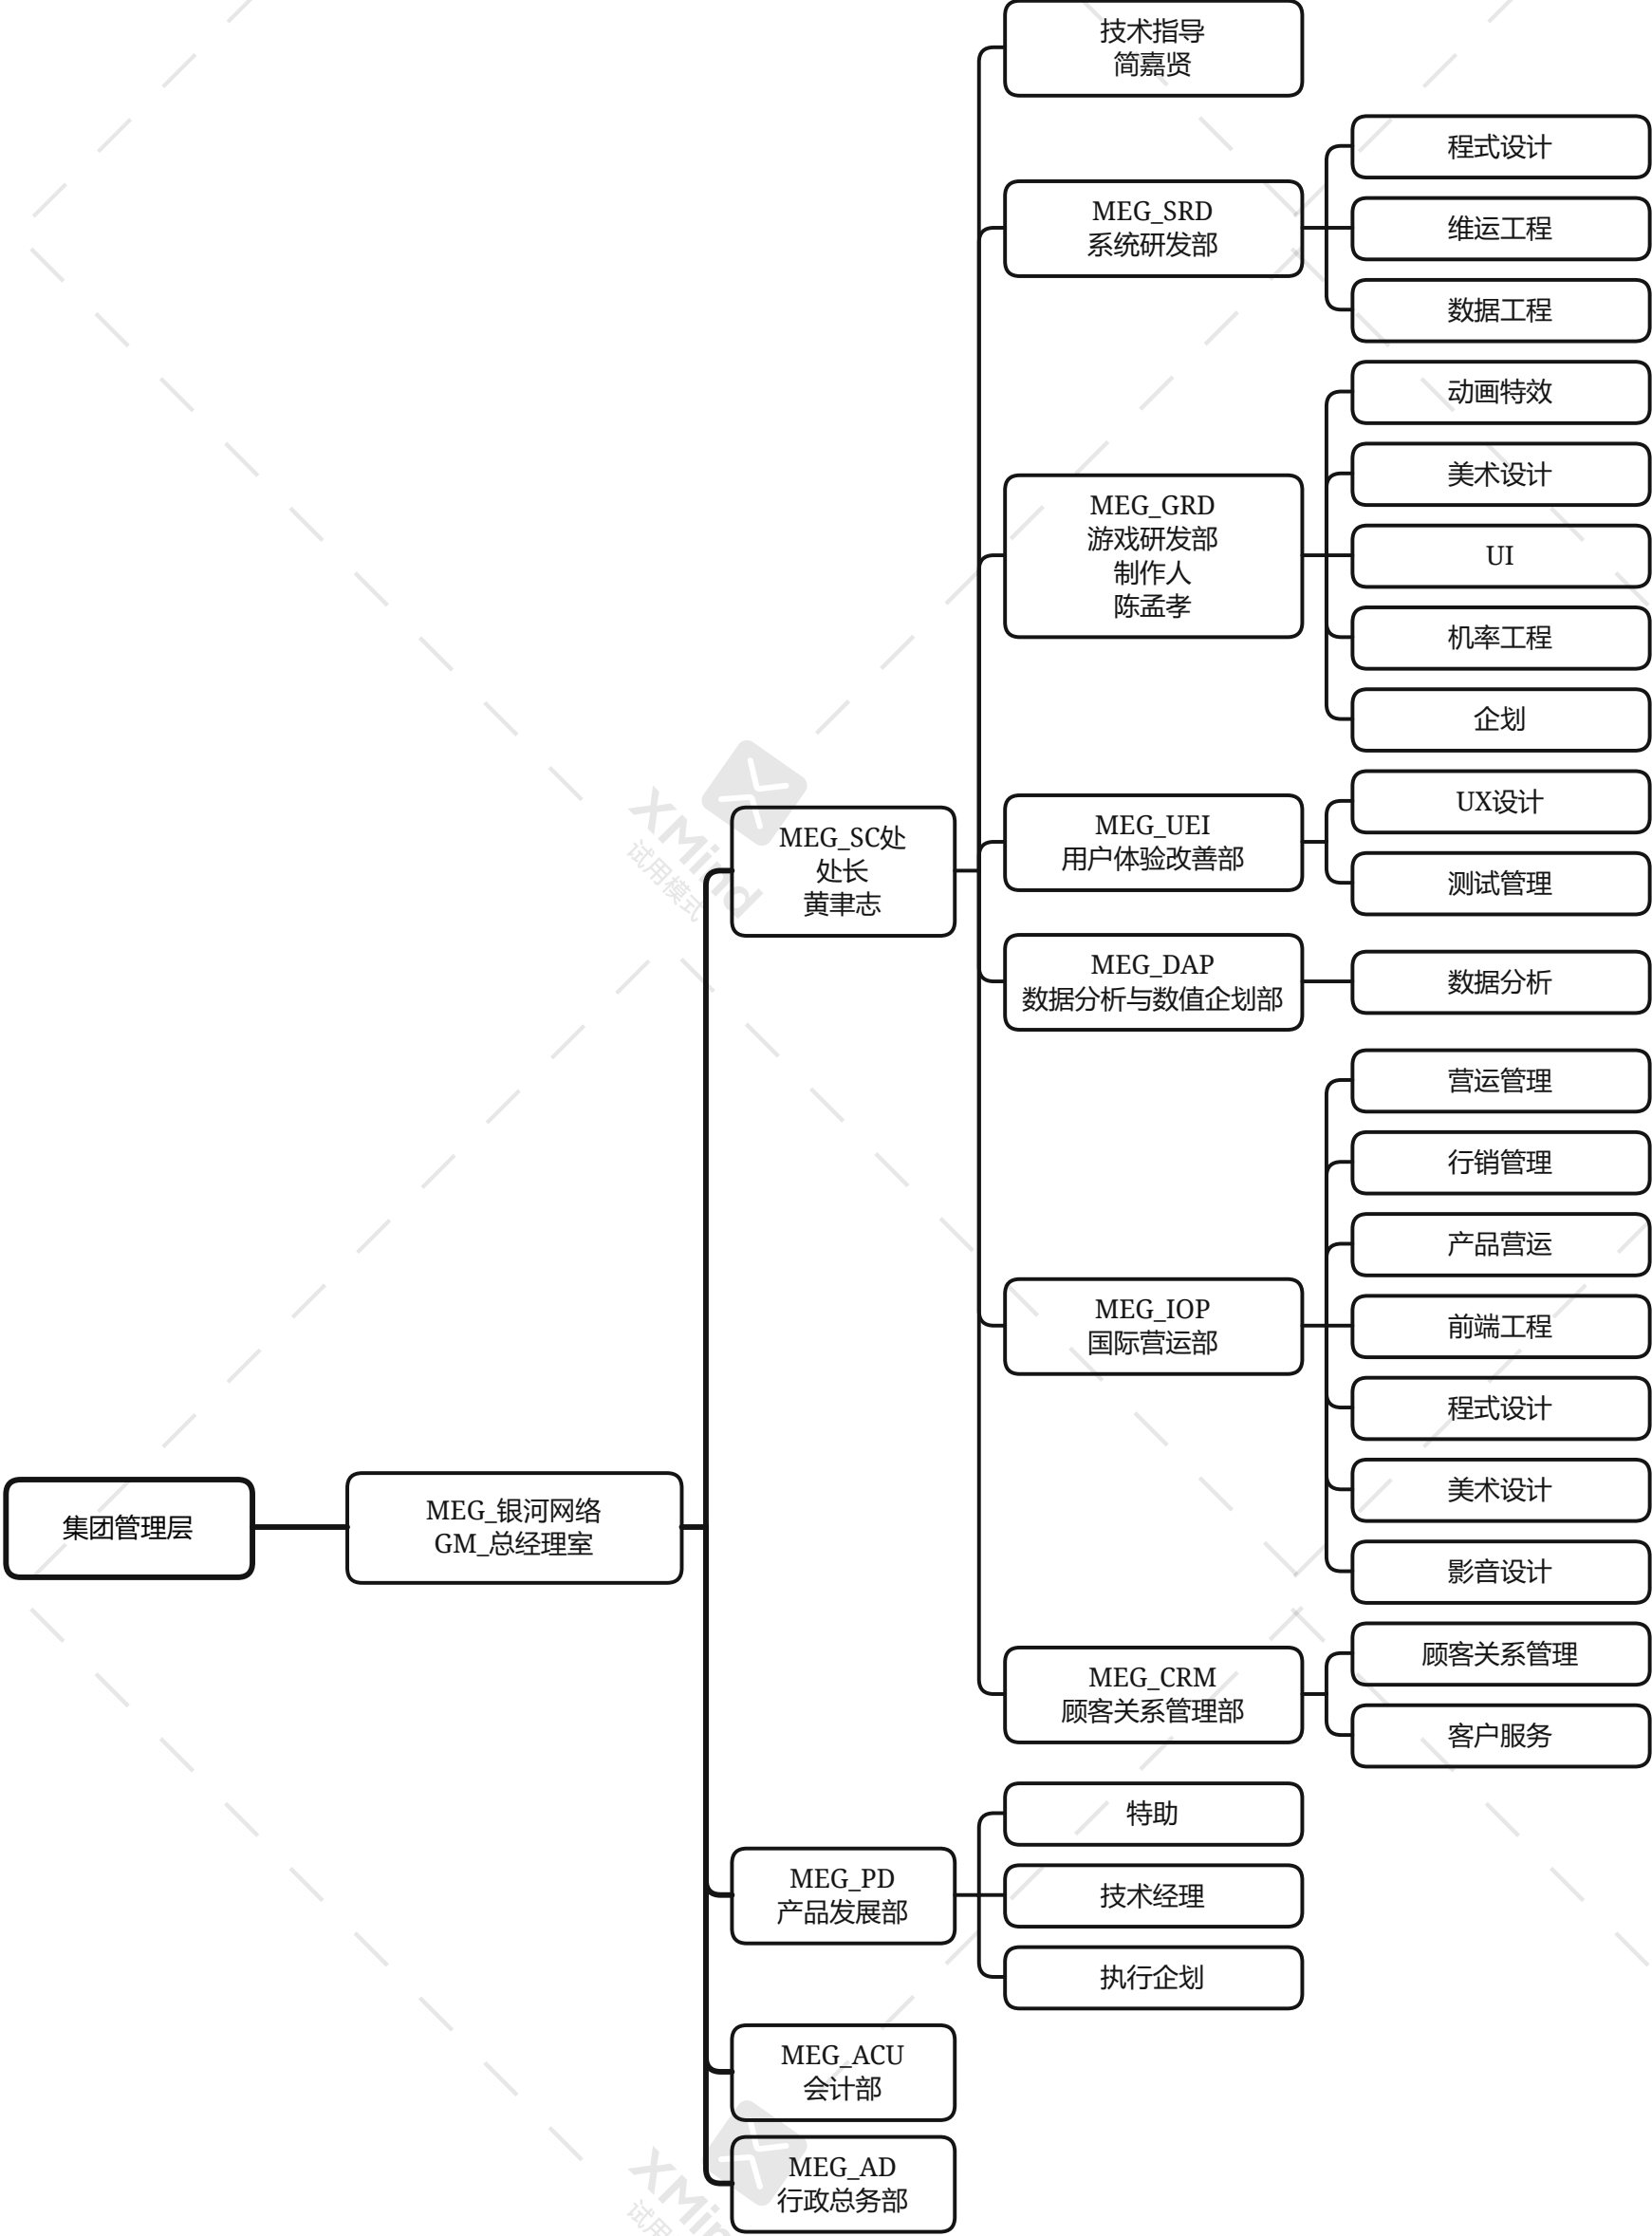 集团管理层
MEG_银河网络
GM_总经理室
MEG_SC处
处长
黄聿志
技术指导
简嘉贤
MEG_SRD
系统研发部
程式设计
维运工程
数据工程
MEG_GRD
游戏研发部
制作人
陈孟孝
动画特效
美术设计
UI
机率工程
企划
MEG_UEI
用户体验改善部
UX设计
测试管理
MEG_DAP
数据分析与数值企划部
数据分析
MEG_IOP
国际营运部
营运管理
行销管理
产品营运
前端工程
程式设计
美术设计
影音设计
MEG_CRM
顾客关系管理部
顾客关系管理
客户服务
MEG_PD
产品发展部
特助
技术经理
执行企划
MEG_ACU
会计部
MEG_AD
行政总务部
XMind
试用模式
XMin
试用